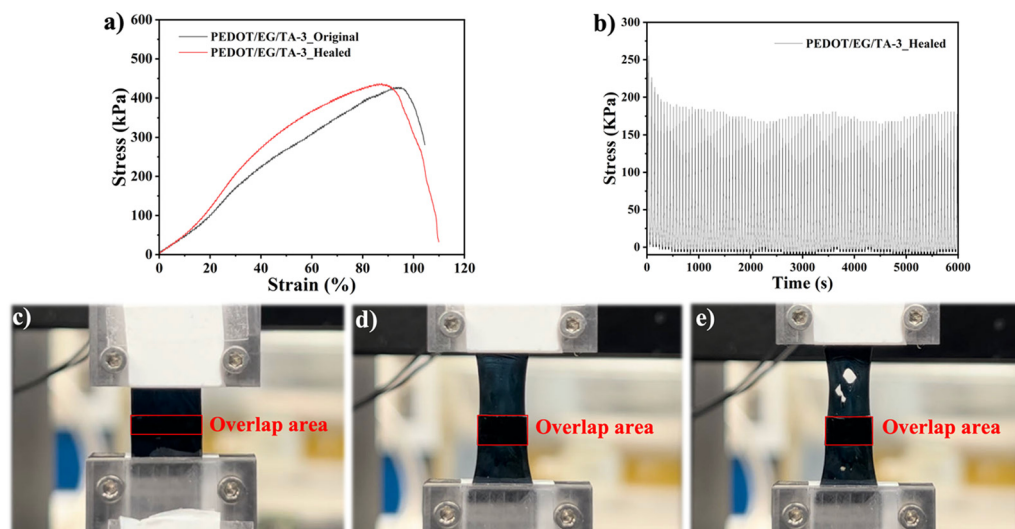 a)
600
500
400
300
200
100
0
Stress (kPa)
PEDOT/EG/TA-3_Original
PEDOT/EG/TA-3_Healed
0 20 40 60 80 100 120
Strain (%)
b)
300
250
200
150
100
50
0
Stress (KPa)
PEDOT/EG/TA-3_Healed
0 1000 2000 3000 4000 5000 6000
Time (s)
c)
Overlap area
d)
Overlap area
e)
Overlap area